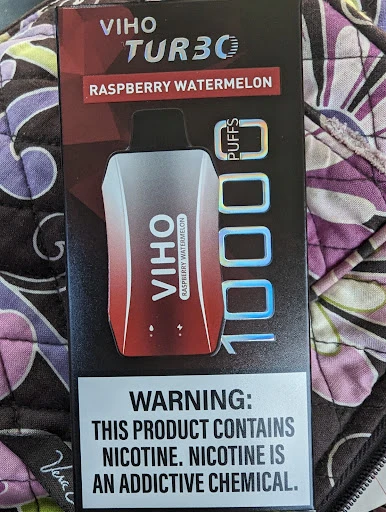 VIHO
TURBO
RASPBERRY WATERMELON
10000 PUFFS
VIHO
RASPBERRY WATERMELON
WARNING:
THIS PRODUCT CONTAINS
NICOTINE. NICOTINE IS
AN ADDICTIVE CHEMICAL.
Vera